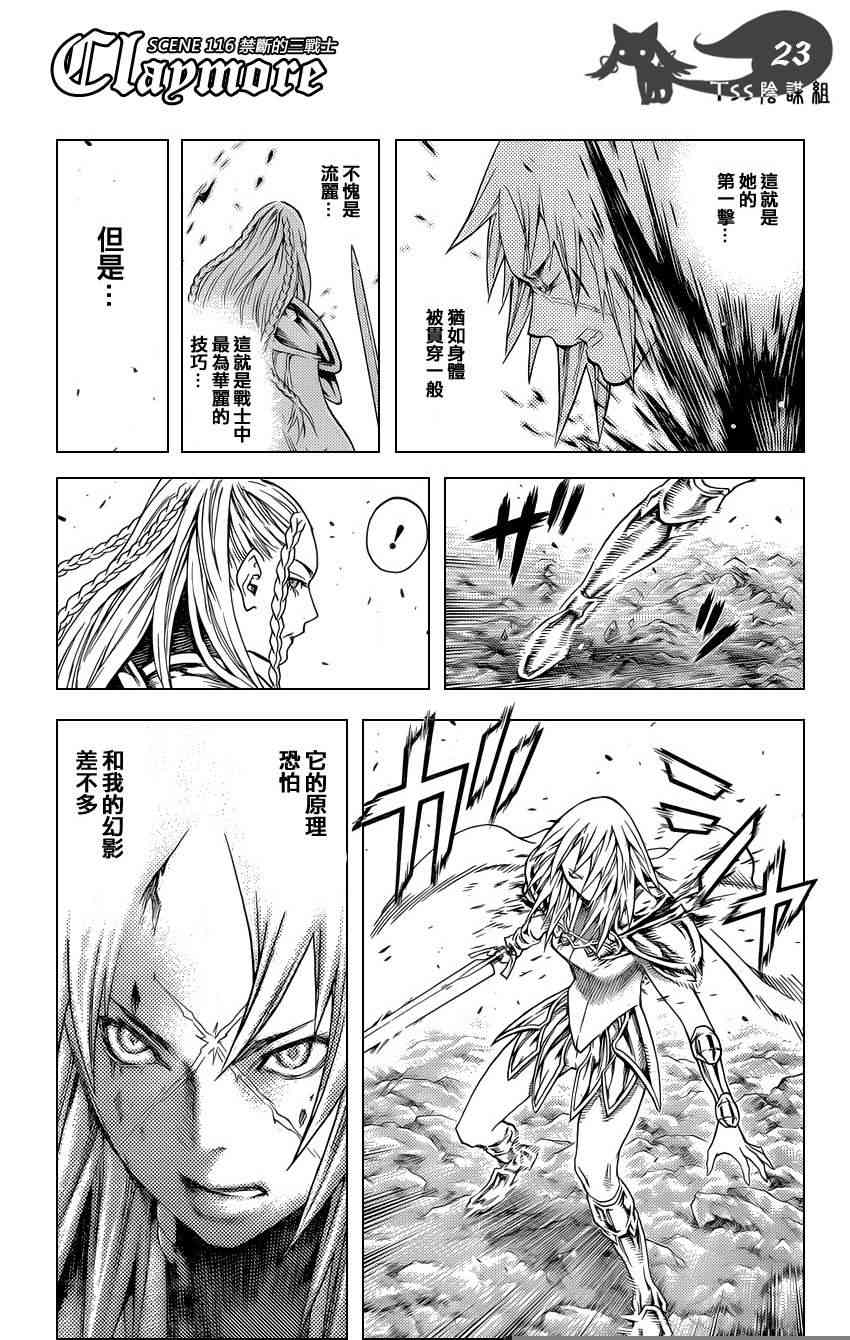 SCENE 116 禁斷的三戰士
Claymore
23
Tss陰謀組
這就是
她的
第一擊…
猶如身體
被貫穿一般
不愧是
流麗…
這就是戰士中
最為華麗的
技巧…
但是…
ザッ
!
ガガガ
它的原理
恐怕
和我的幻影
差不多